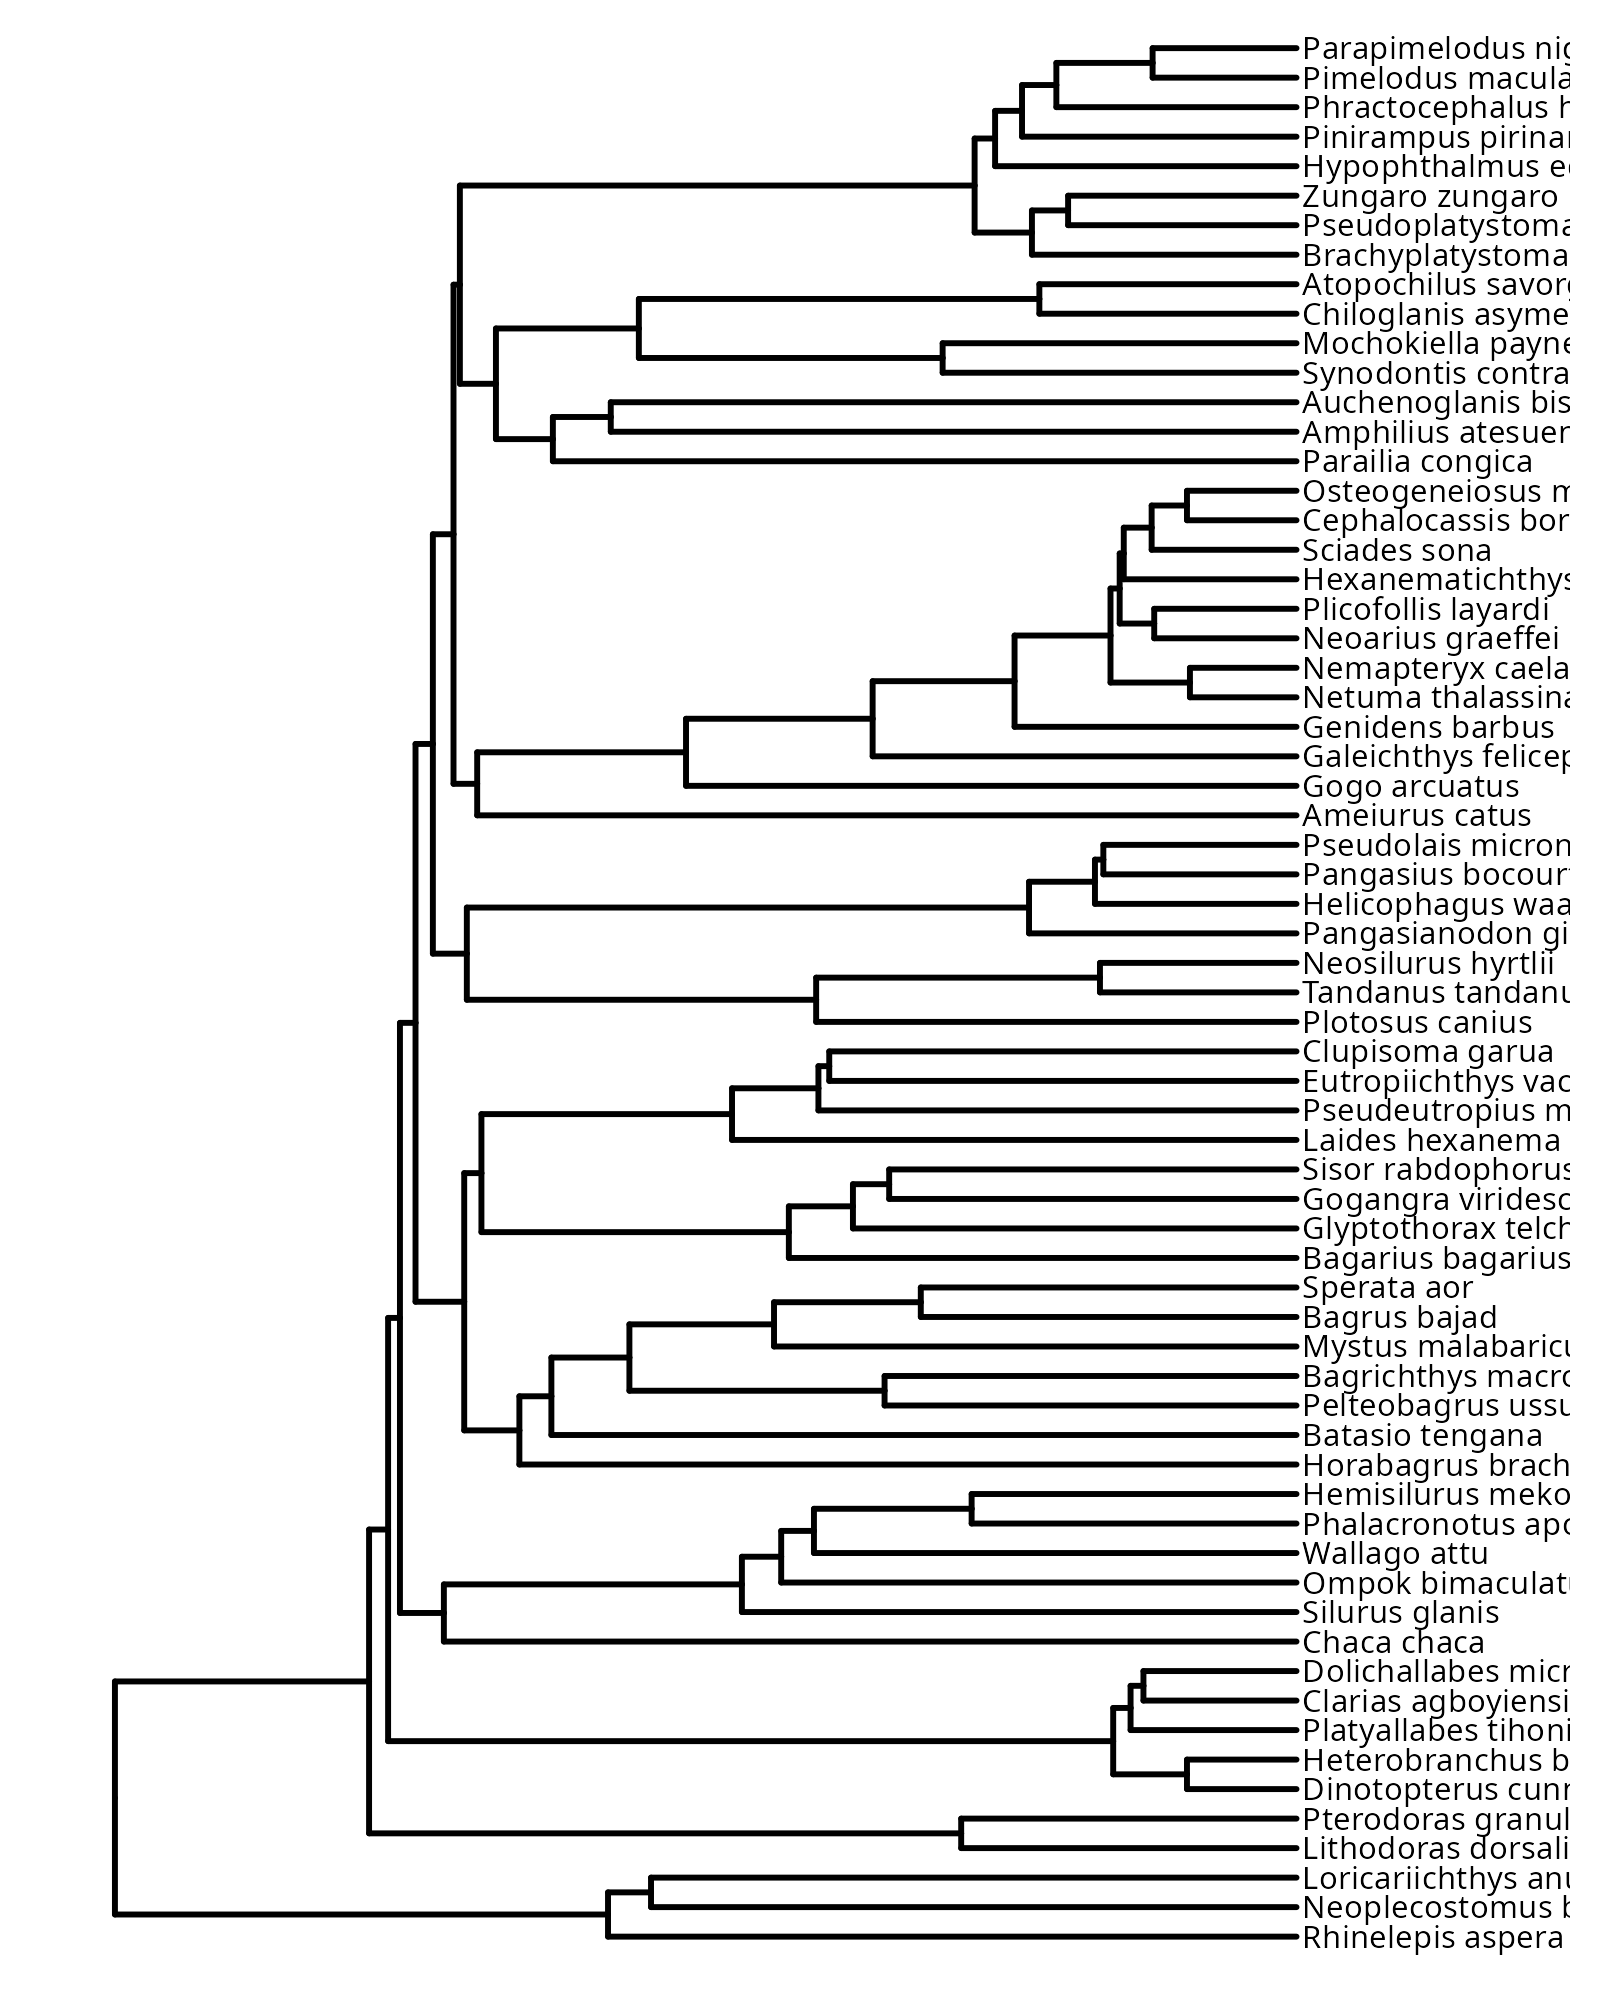 Parapimelodus nig
Pimelodus macula
Phractocephalus h
Pinirampus pirinar
Hypophthalmus ed
Zungaro zungaro
Pseudoplatystoma
Brachyplatystoma
Atopochilus savorg
Chiloglanis asyme
Mochokiella payne
Synodontis contra
Auchenoglanis bis
Amphilius atesuer
Parailia congica
Osteogeneiosus m
Cephalocassis bor
Sciades sona
Hexanematichthys
Plicofollis layardi
Neoarius graeffei
Nemapteryx caela
Netuma thalassina
Genidens barbus
Galeichthys felicep
Gogo arcuatus
Ameiurus catus
Pseudolais micron
Pangasius bocourt
Helicophagus waa
Pangasianodon gi
Neosilurus hyrtlii
Tandanus tandanu
Plotosus canius
Clupisoma garua
Eutropiichthys vac
Pseudeutropius m
Laides hexanema
Sisor rabdophorus
Gogangra viridesc
Glyptothorax telch
Bagarius bagarius
Sperata aor
Bagrus bajad
Mystus malabaricu
Bagrichthys macro
Pelteobagrus ussu
Batasio tengana
Horabagrus brach
Hemisilurus meko
Phalacronotus apo
Wallago attu
Ompok bimaculatu
Silurus glanis
Chaca chaca
Dolichallabes micr
Clarias agboyiensi
Platyallabes tihoni
Heterobranchus b
Dinotopterus cunn
Pterodoras granul
Lithodoras dorsali
Loricariichthys anu
Neoplecostomus b
Rhinelepis aspera